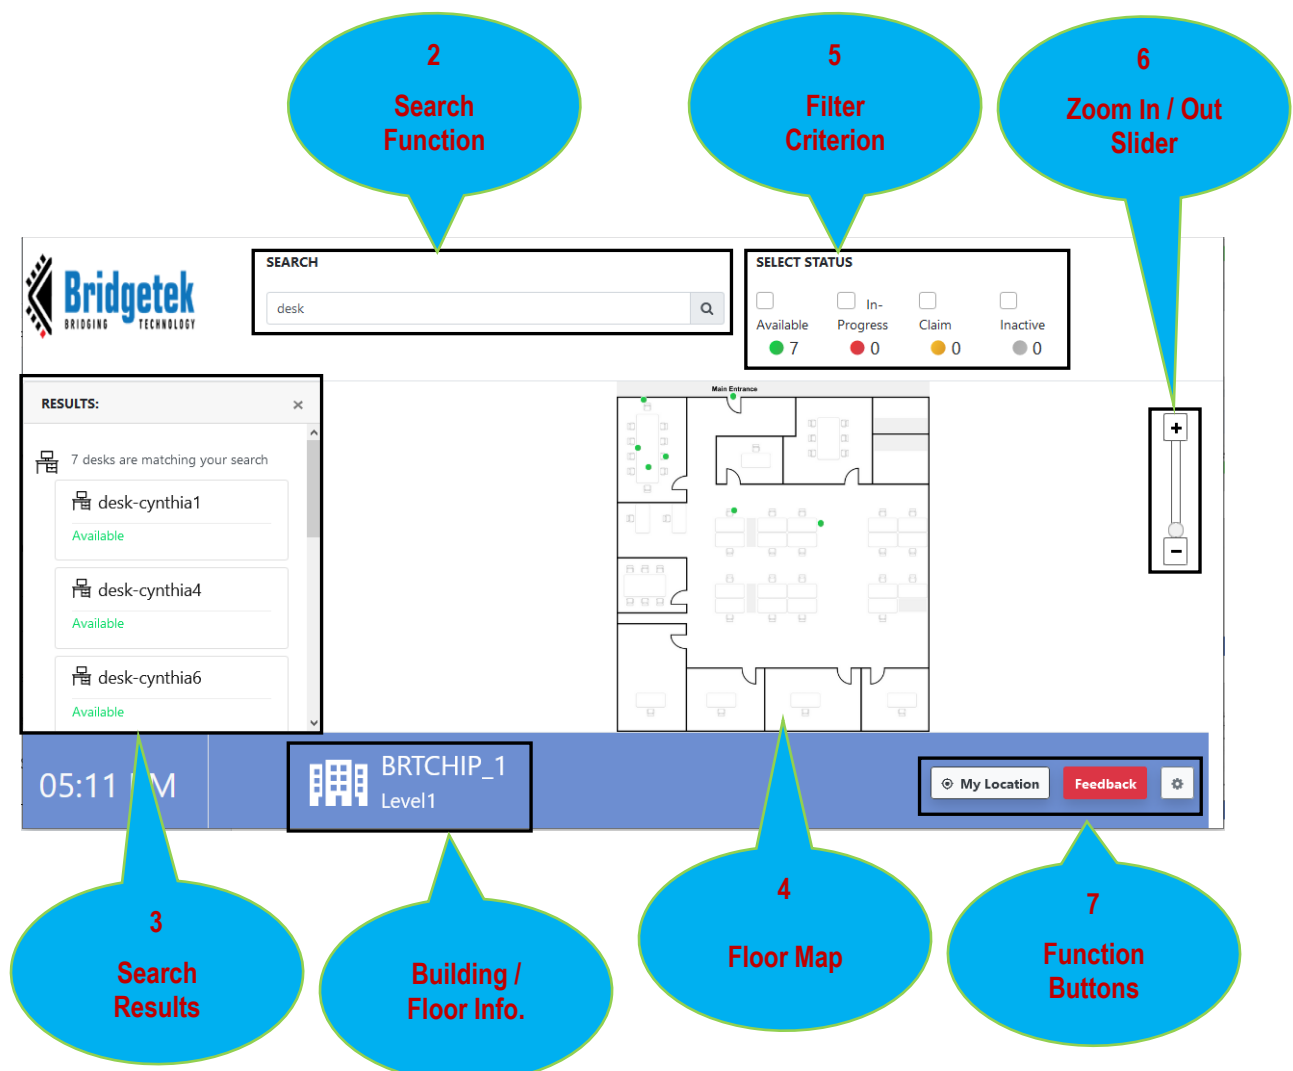 2
Search
Function
5
Filter
Criterion
6
Zoom In / Out
Slider
Bridgetek
BRIDGING TECHNOLOGY
SEARCH
desk
SELECT STATUS
Available
In-
Progress
Claim
Inactive
7
0
0
0
RESULTS:
×
7 desks are matching your search
desk-cynthia1
Available
desk-cynthia4
Available
desk-cynthia6
Available
Main Entrance
+
−
05:11 M
BRTCHIP_1
Level1
My Location
Feedback
3
Search
Results
Building /
Floor Info.
4
Floor Map
7
Function
Buttons